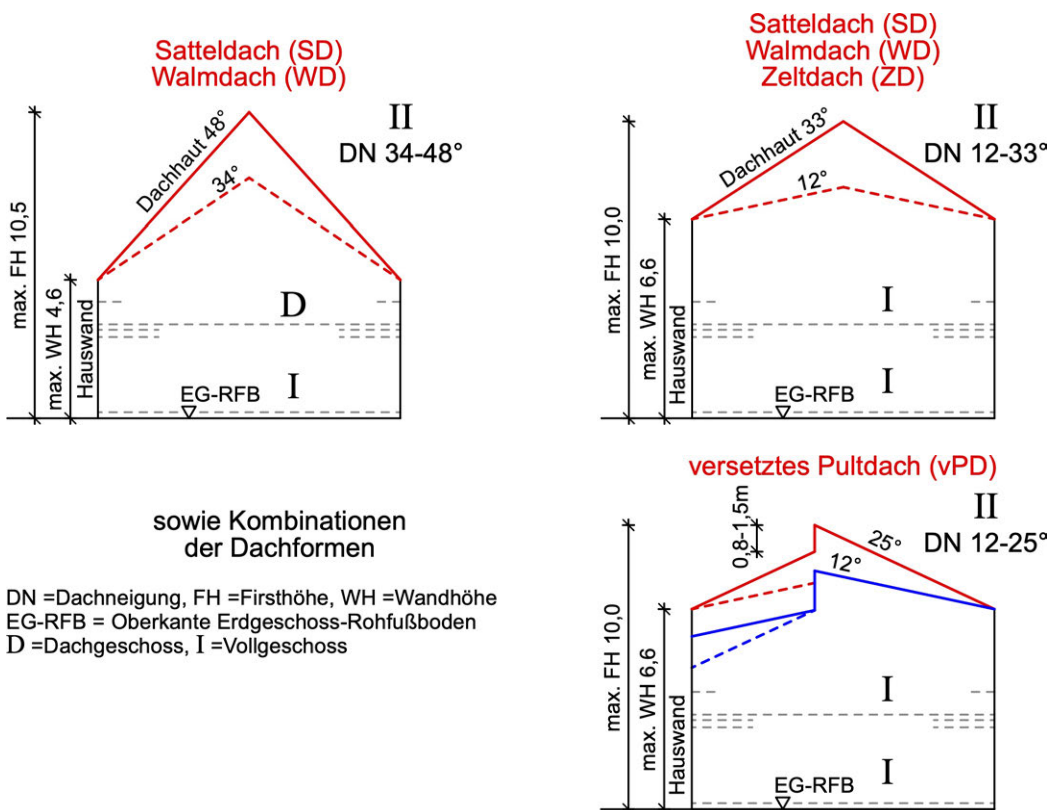 Satteldach (SD)
Walmdach (WD)
II
DN 34-48°
Dachhaut 48°
34°
max. FH 10,5
max. WH 4,6
Hauswand
D
I
EG-RFB
Satteldach (SD)
Walmdach (WD)
Zeltdach (ZD)
II
DN 12-33°
Dachhaut 33°
12°
max. FH 10,0
max. WH 6,6
Hauswand
I
I
EG-RFB
sowie Kombinationen
der Dachformen
DN =Dachneigung, FH =Firsthöhe, WH =Wandhöhe
EG-RFB = Oberkante Erdgeschoss-Rohfußboden
D =Dachgeschoss, I =Vollgeschoss
versetztes Pultdach (vPD)
II
DN 12-25°
0,8-1,5m
25°
12°
max. FH 10,0
max. WH 6,6
Hauswand
I
I
EG-RFB